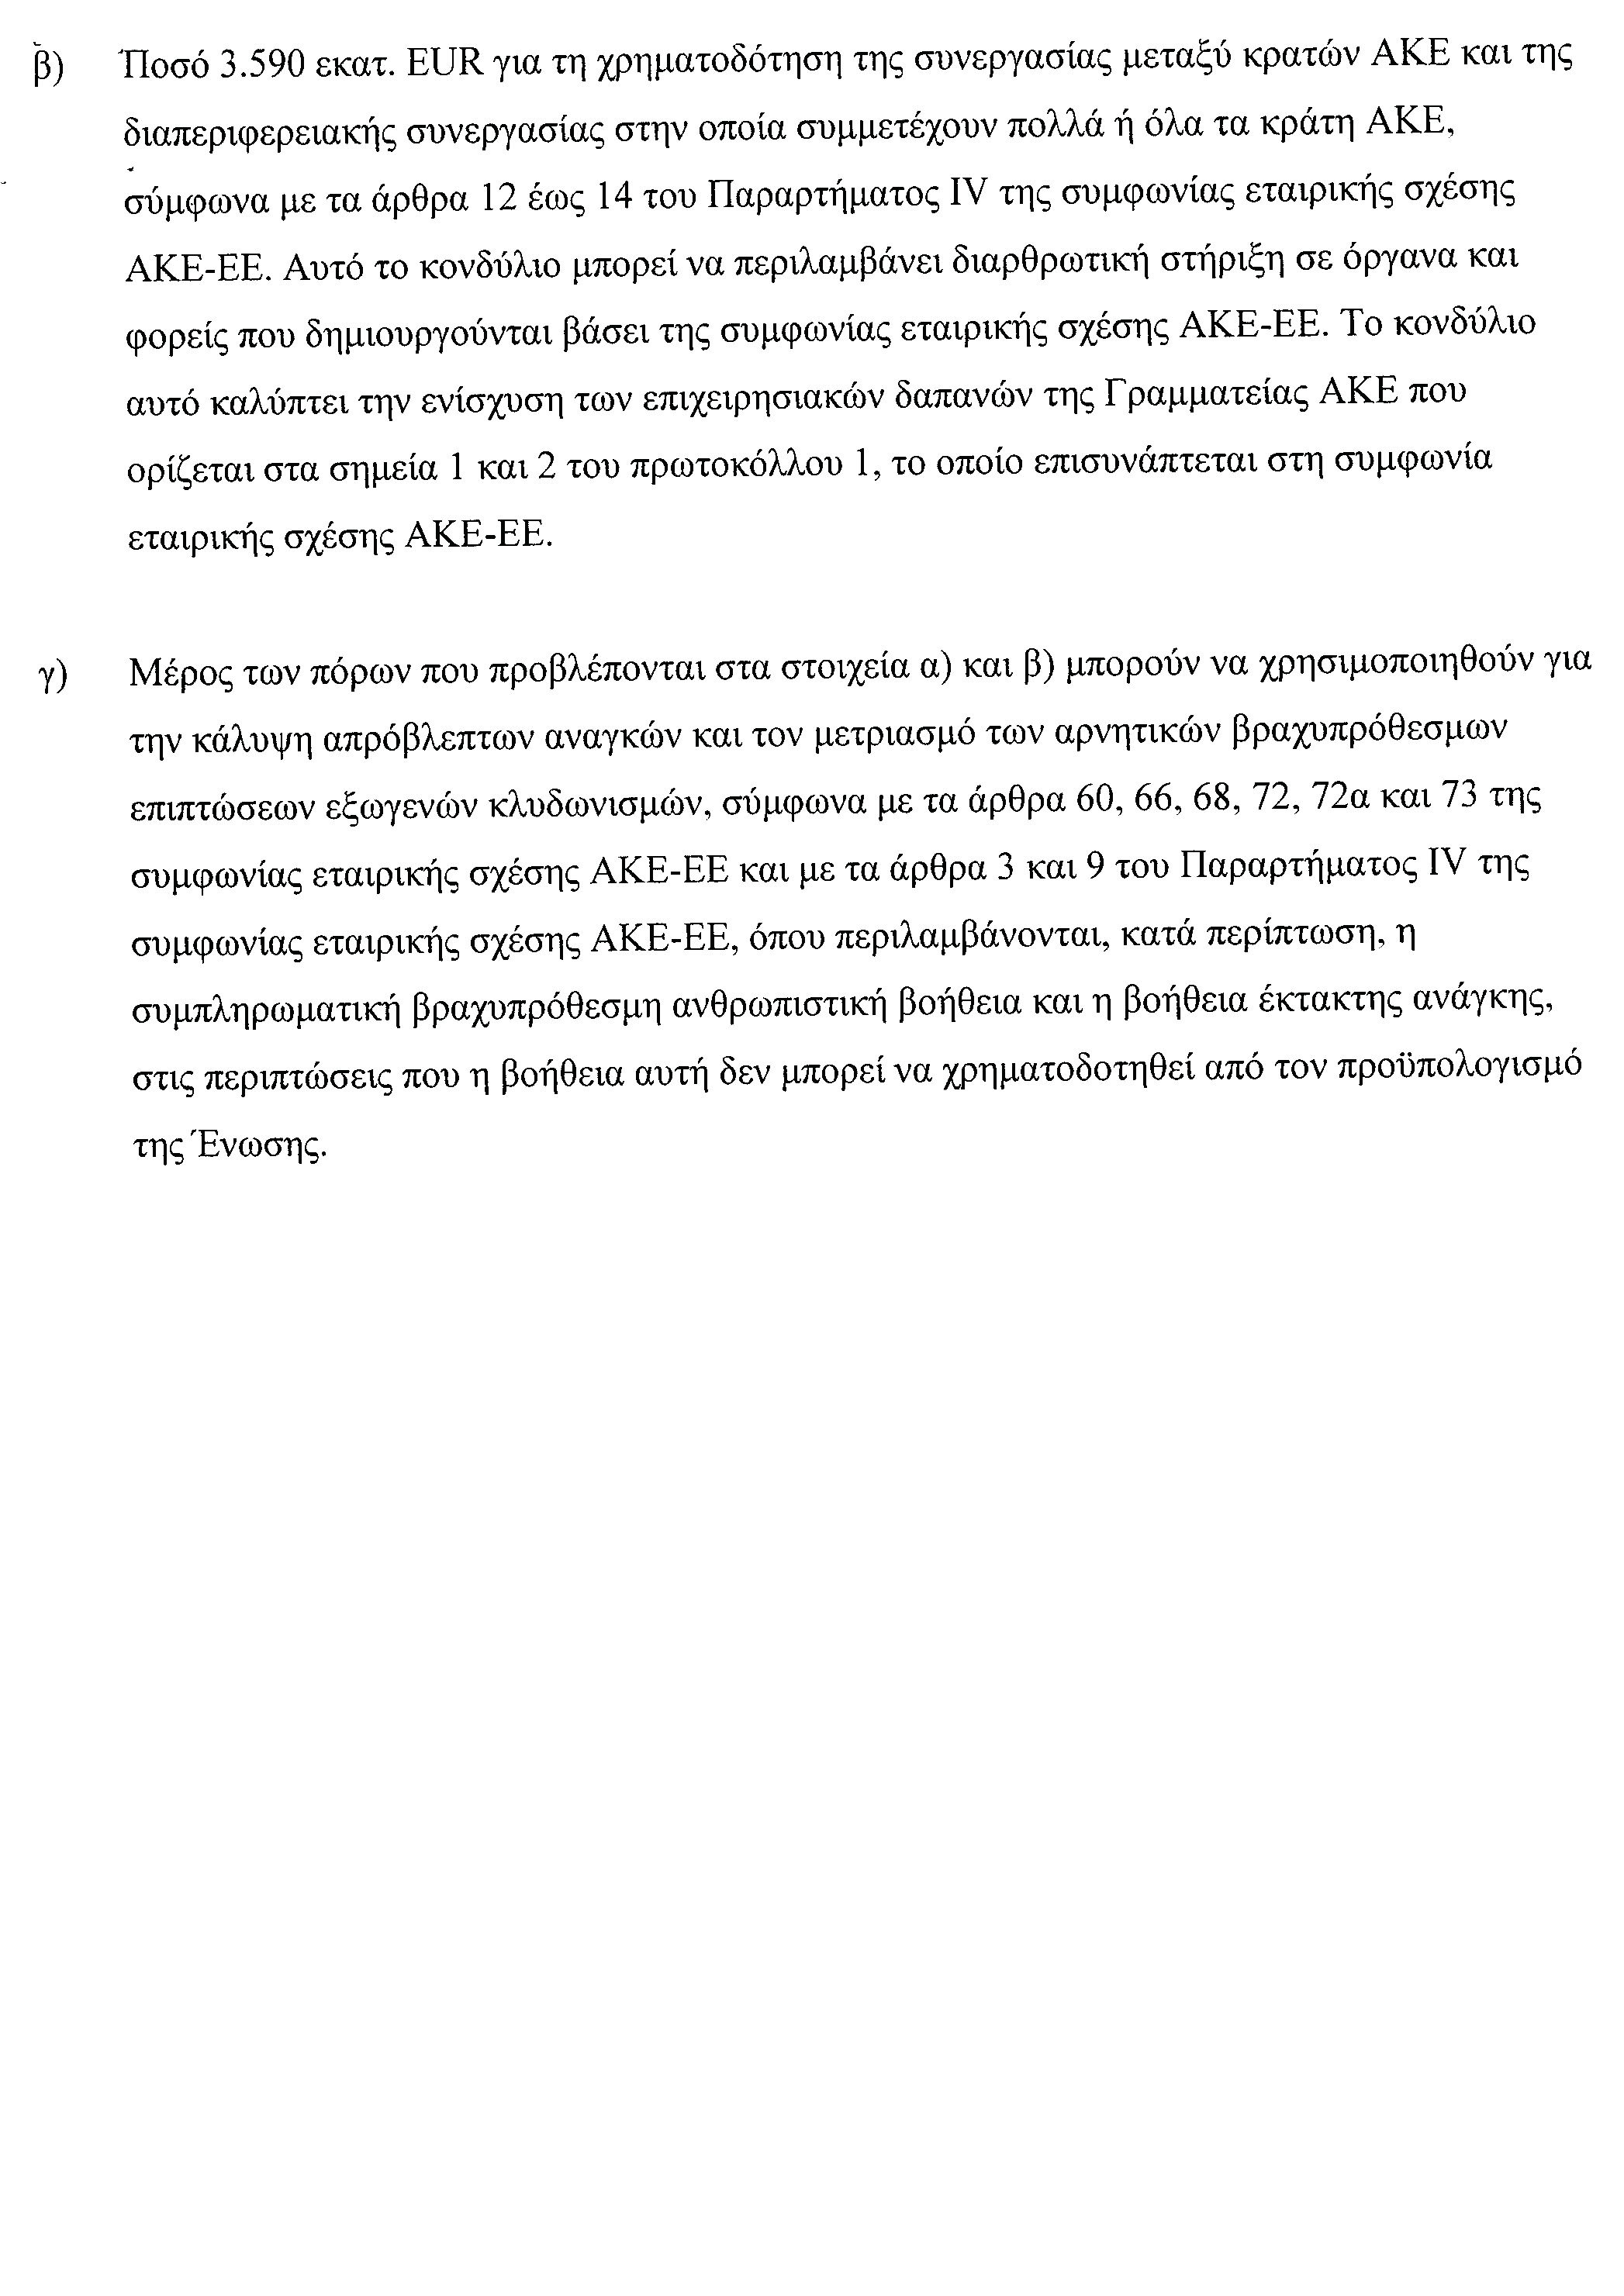 β) Ποσό 3.590 εκατ. EUR για τη χρηματοδότηση της συνεργασίας μεταξύ κρατών ΑΚΕ και της
διαπεριφερειακής συνεργασίας στην οποία συμμετέχουν πολλά ή όλα τα κράτη ΑΚΕ,
σύμφωνα με τα άρθρα 12 έως 14 του Παραρτήματος IV της συμφωνίας εταιρικής σχέσης
ΑΚΕ-ΕΕ. Αυτό το κονδύλιο μπορεί να περιλαμβάνει διαρθρωτική στήριξη σε όργανα και
φορείς που δημιουργούνται βάσει της συμφωνίας εταιρικής σχέσης ΑΚΕ-ΕΕ. Το κονδύλιο
αυτό καλύπτει την ενίσχυση των επιχειρησιακών δαπανών της Γραμματείας ΑΚΕ που
ορίζεται στα σημεία 1 και 2 του πρωτοκόλλου 1, το οποίο επισυνάπτεται στη συμφωνία
εταιρικής σχέσης ΑΚΕ-ΕΕ.
γ) Μέρος των πόρων που προβλέπονται στα στοιχεία α) και β) μπορούν να χρησιμοποιηθούν για
την κάλυψη απρόβλεπτων αναγκών και τον μετριασμό των αρνητικών βραχυπρόθεσμων
επιπτώσεων εξωγενών κλυδωνισμών, σύμφωνα με τα άρθρα 60, 66, 68, 72, 72α και 73 της
συμφωνίας εταιρικής σχέσης ΑΚΕ-ΕΕ και με τα άρθρα 3 και 9 του Παραρτήματος IV της
συμφωνίας εταιρικής σχέσης ΑΚΕ-ΕΕ, όπου περιλαμβάνονται, κατά περίπτωση, η
συμπληρωματική βραχυπρόθεσμη ανθρωπιστική βοήθεια και η βοήθεια έκτακτης ανάγκης,
στις περιπτώσεις που η βοήθεια αυτή δεν μπορεί να χρηματοδοτηθεί από τον προϋπολογισμό
της Ένωσης.